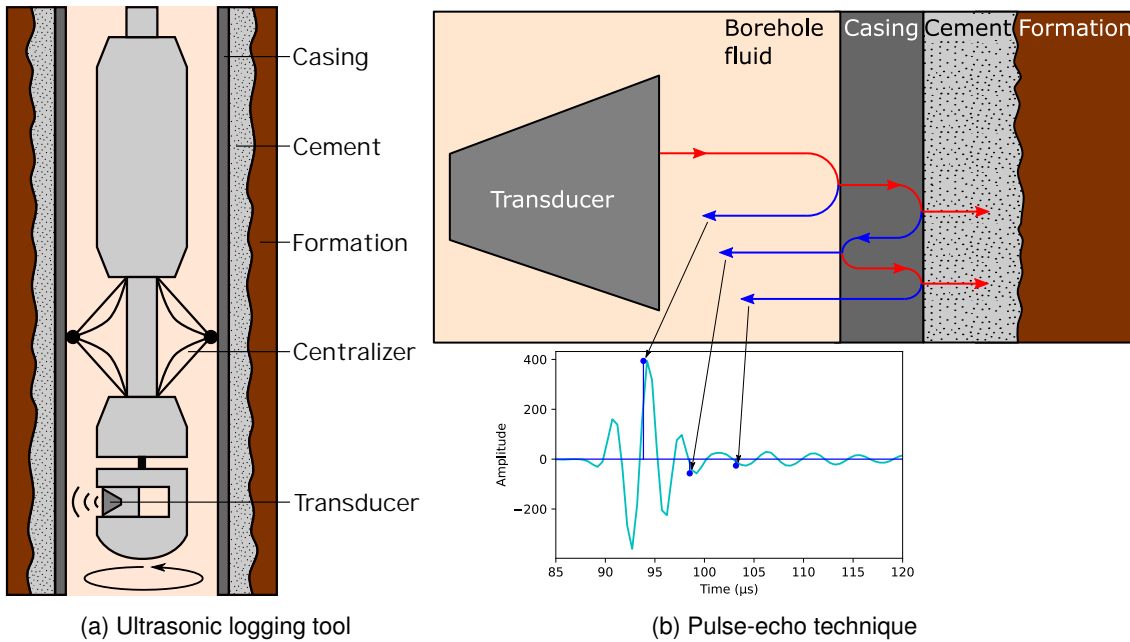 Casing
Cement
Formation
Centralizer
Transducer
(a) Ultrasonic logging tool
Borehole
fluid
Casing
Cement
Formation
Transducer
Amplitude
400
200
0
−200
85
90
95
100
105
110
115
120
Time (μs)
(b) Pulse-echo technique